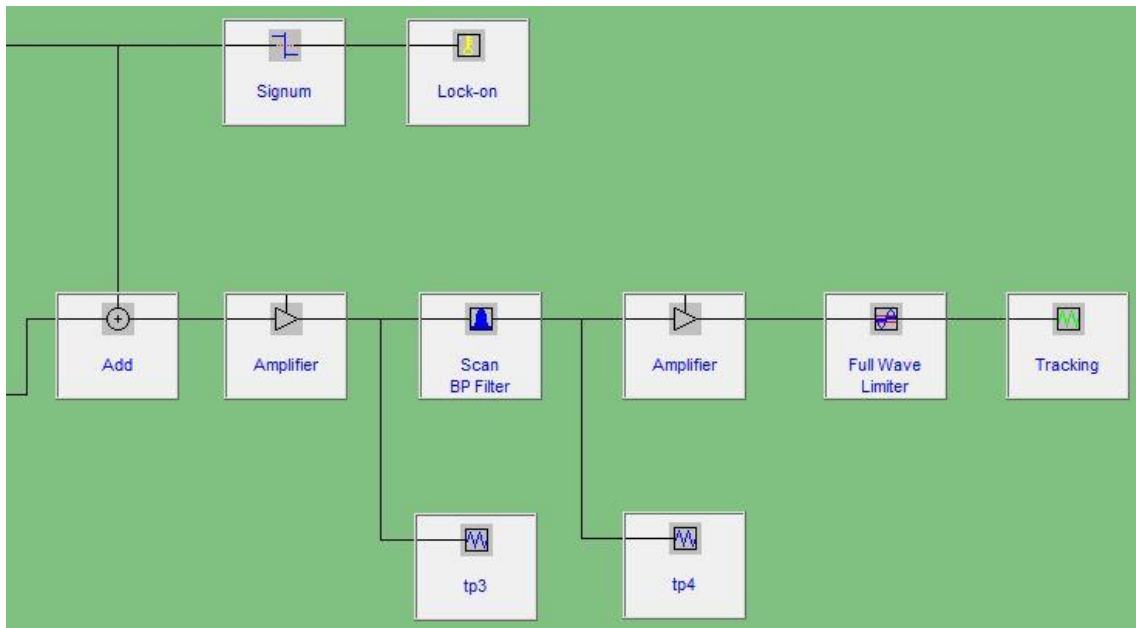 Signum
Lock-on
Add
Amplifier
Scan
BP Filter
Amplifier
Full Wave
Limiter
Tracking
tp3
tp4